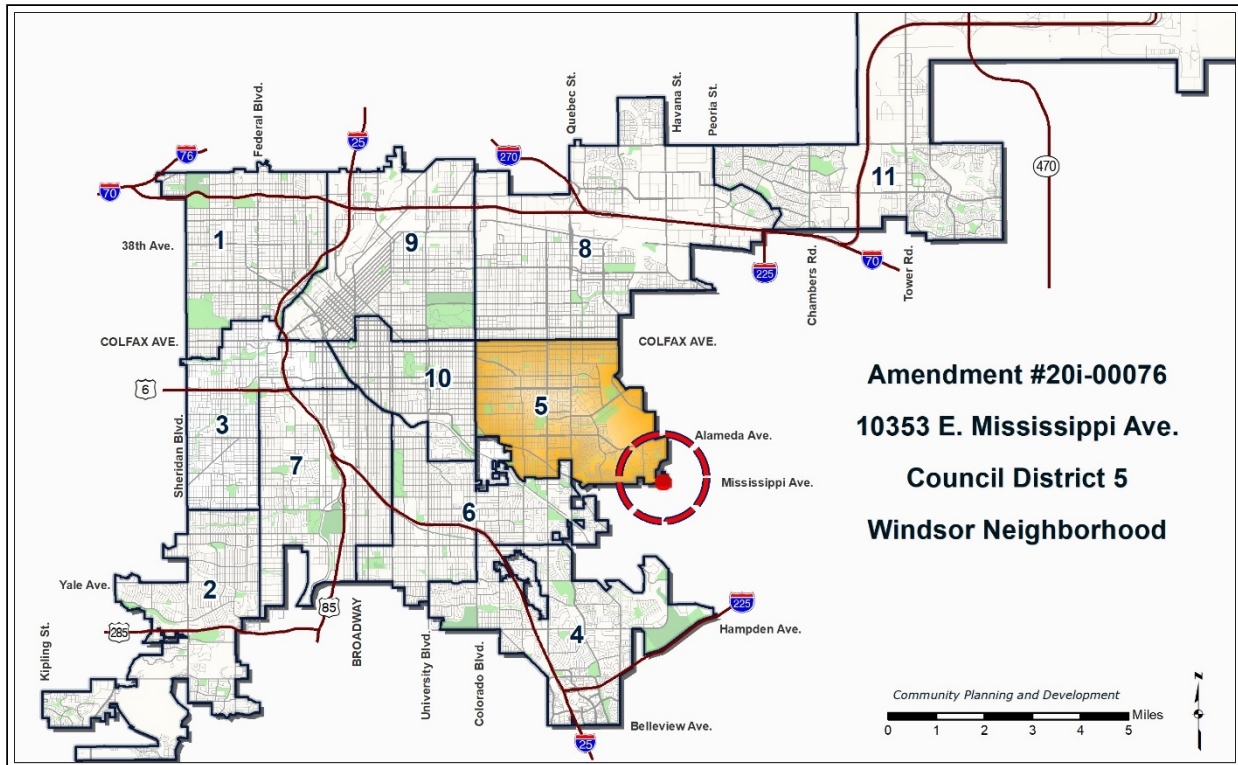 Federal Blvd.
Quebec St.
Havana St.
Peoria St.
76
25
270
470
70
11
1
9
38th Ave.
8
225
70
Chambers Rd.
Tower Rd.
COLFAX AVE.
COLFAX AVE.
6
10
5
3
Sheridan Blvd.
Alameda Ave.
7
Mississippi Ave.
6
Amendment #20i-00076
10353 E. Mississippi Ave.
Council District 5
Windsor Neighborhood
Yale Ave.
2
85
285
Kipling St.
BROADWAY
University Blvd.
Colorado Blvd.
4
225
Hampden Ave.
Belleview Ave.
25
Community Planning and Development
Miles
0 1 2 3 4 5
N